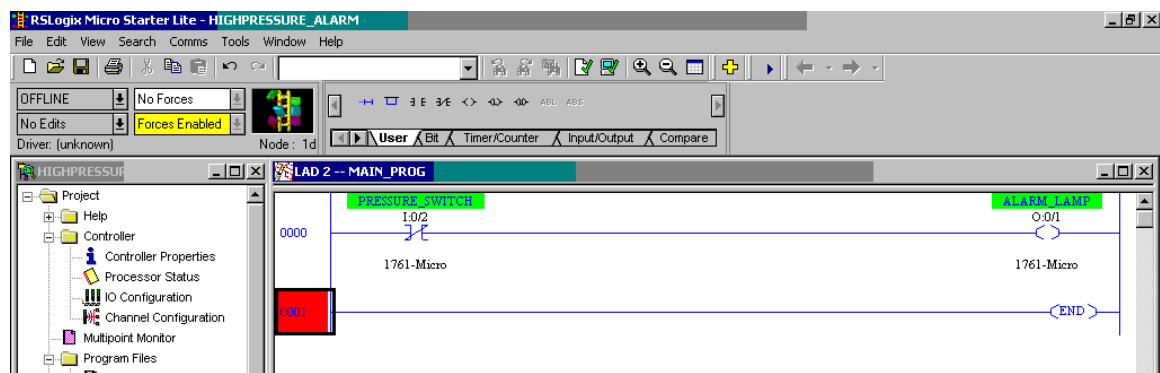 RSLogix Micro Starter Lite - HIGHPRESSURE_ALARM
File Edit View Search Comms Tools Window Help
OFFLINE No Forces
No Edits Forces Enabled
Driver: (unknown) Node : 1d
ABL ABS
User Bit Timer/Counter Input/Output Compare
HIGHPRESSUR
Project
Help
Controller
Controller Properties
Processor Status
IO Configuration
Channel Configuration
Multipoint Monitor
Program Files
LAD 2 -- MAIN_PROG
PRESSURE_SWITCH ALARM_LAMP
I:0/2 O:0/1
0000
1761-Micro 1761-Micro
0001 END